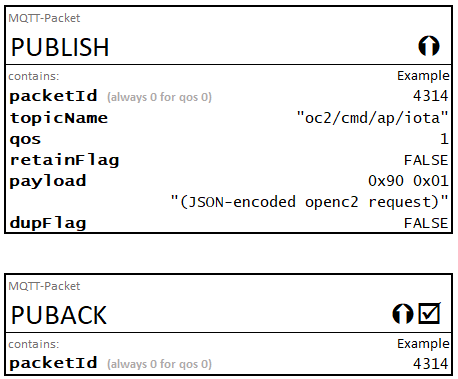 MQTT-Packet
PUBLISH
contains: Example
packetId (always 0 for qos 0) 4314
topicName "oc2/cmd/ap/iota"
qos 1
retainFlag FALSE
payload 0x90 0x01
"(JSON-encoded openc2 request)"
dupFlag FALSE
MQTT-Packet
PUBACK
contains: Example
packetId (always 0 for qos 0) 4314